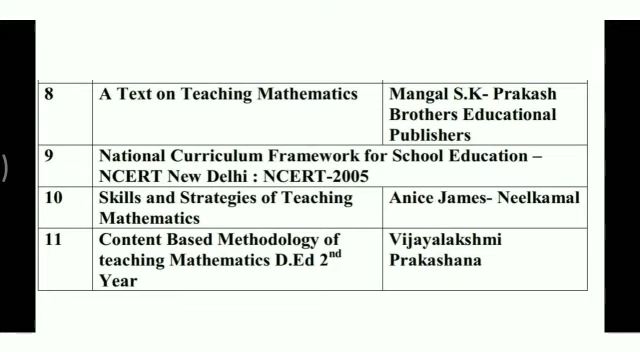 8 A Text on Teaching Mathematics Mangal S.K- Prakash
Brothers Educational
Publishers
9 National Curriculum Framework for School Education –
NCERT New Delhi : NCERT-2005
10 Skills and Strategies of Teaching Anice James- Neelkamal
Mathematics
11 Content Based Methodology of Vijayalakshmi
teaching Mathematics D.Ed 2nd Prakashana
Year